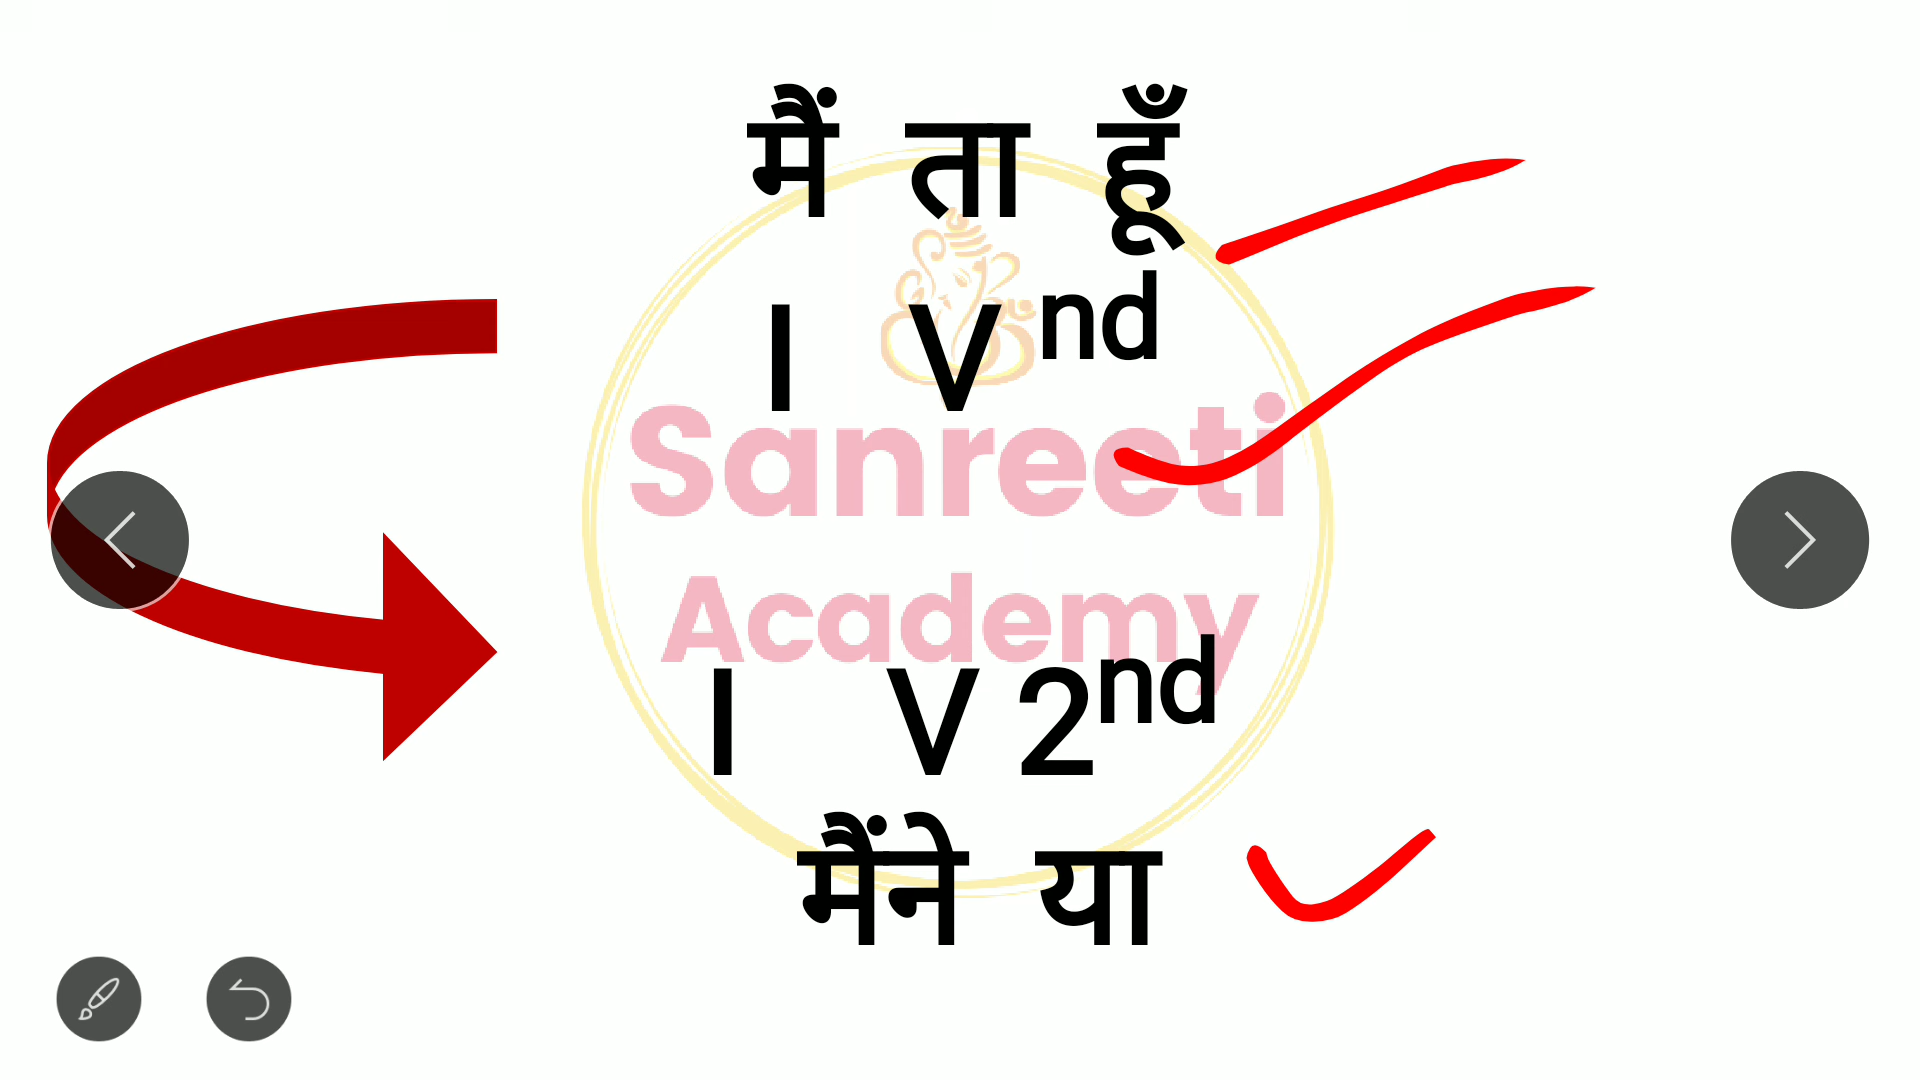 मैं ता हूँ
I V nd
Sanreeti
Academy
I V 2nd
मैंने या